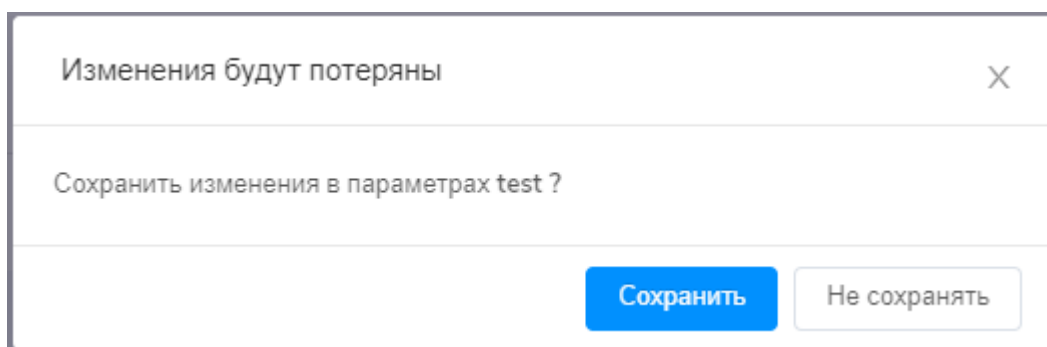 Изменения будут потеряны
X
Сохранить изменения в параметрах test ?
Сохранить
Не сохранять